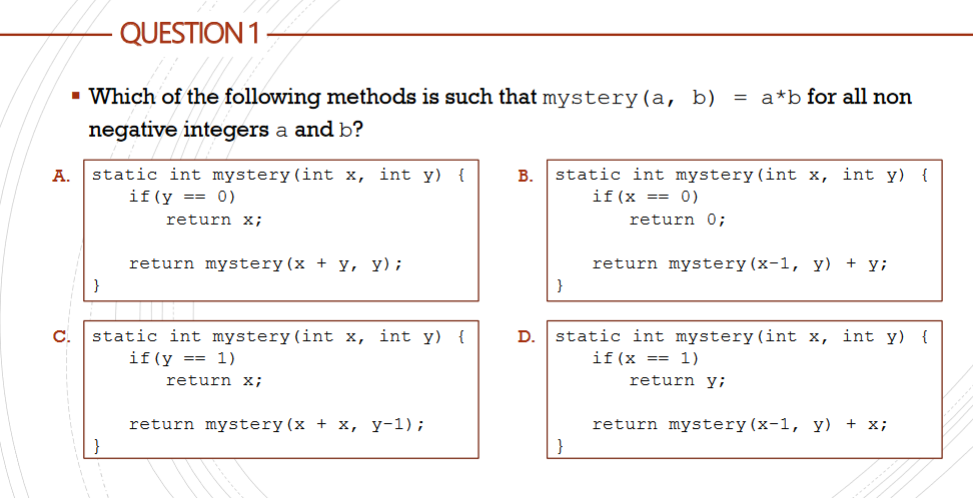 QUESTION 1
▪ Which of the following methods is such that mystery(a, b) = a*b for all non
negative integers a and b?
A.
static int mystery(int x, int y) {
if(y == 0)
return x;
return mystery(x + y, y);
}
B.
static int mystery(int x, int y) {
if(x == 0)
return 0;
return mystery(x-1, y) + y;
}
C.
static int mystery(int x, int y) {
if(y == 1)
return x;
return mystery(x + x, y-1);
}
D.
static int mystery(int x, int y) {
if(x == 1)
return y;
return mystery(x-1, y) + x;
}